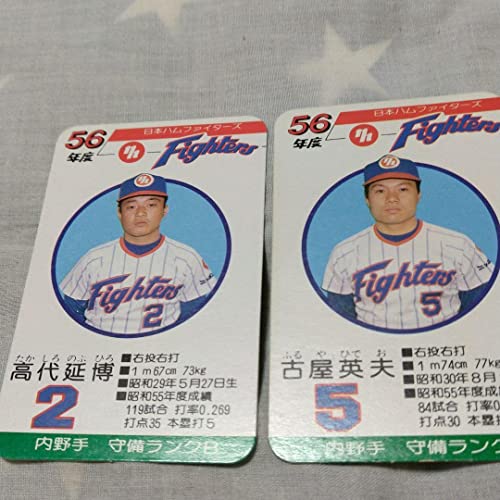 56
年度
日本ハムファイターズ
Fighters
Fighters
2
たか しろ のぶ ひろ
高代延博
2
■右投右打
■1m67cm 73kg
■昭和29年5月27日生
■昭和55年度成績
119試合 打率0.269
打点35 本塁打5
内野手 守備ランクB
56
年度
日本ハムファイターズ
Fighters
Fighters
5
ふる や ひで お
古屋英夫
5
■右投右打
■1m74cm 77kg
■昭和30年8月
■昭和55年度成
84試合 打率0
打点30 本塁打
内野手 守備ランク